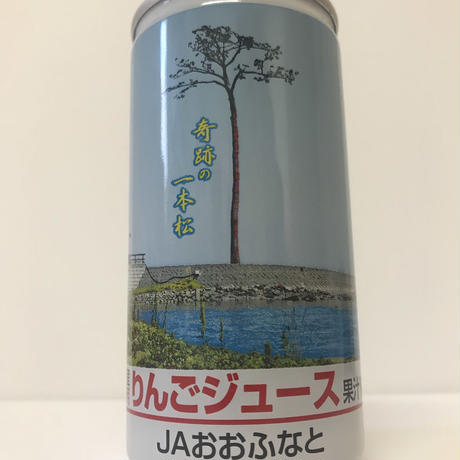 奇跡の
一本松
りんごジュース 果汁
JAおおふなと